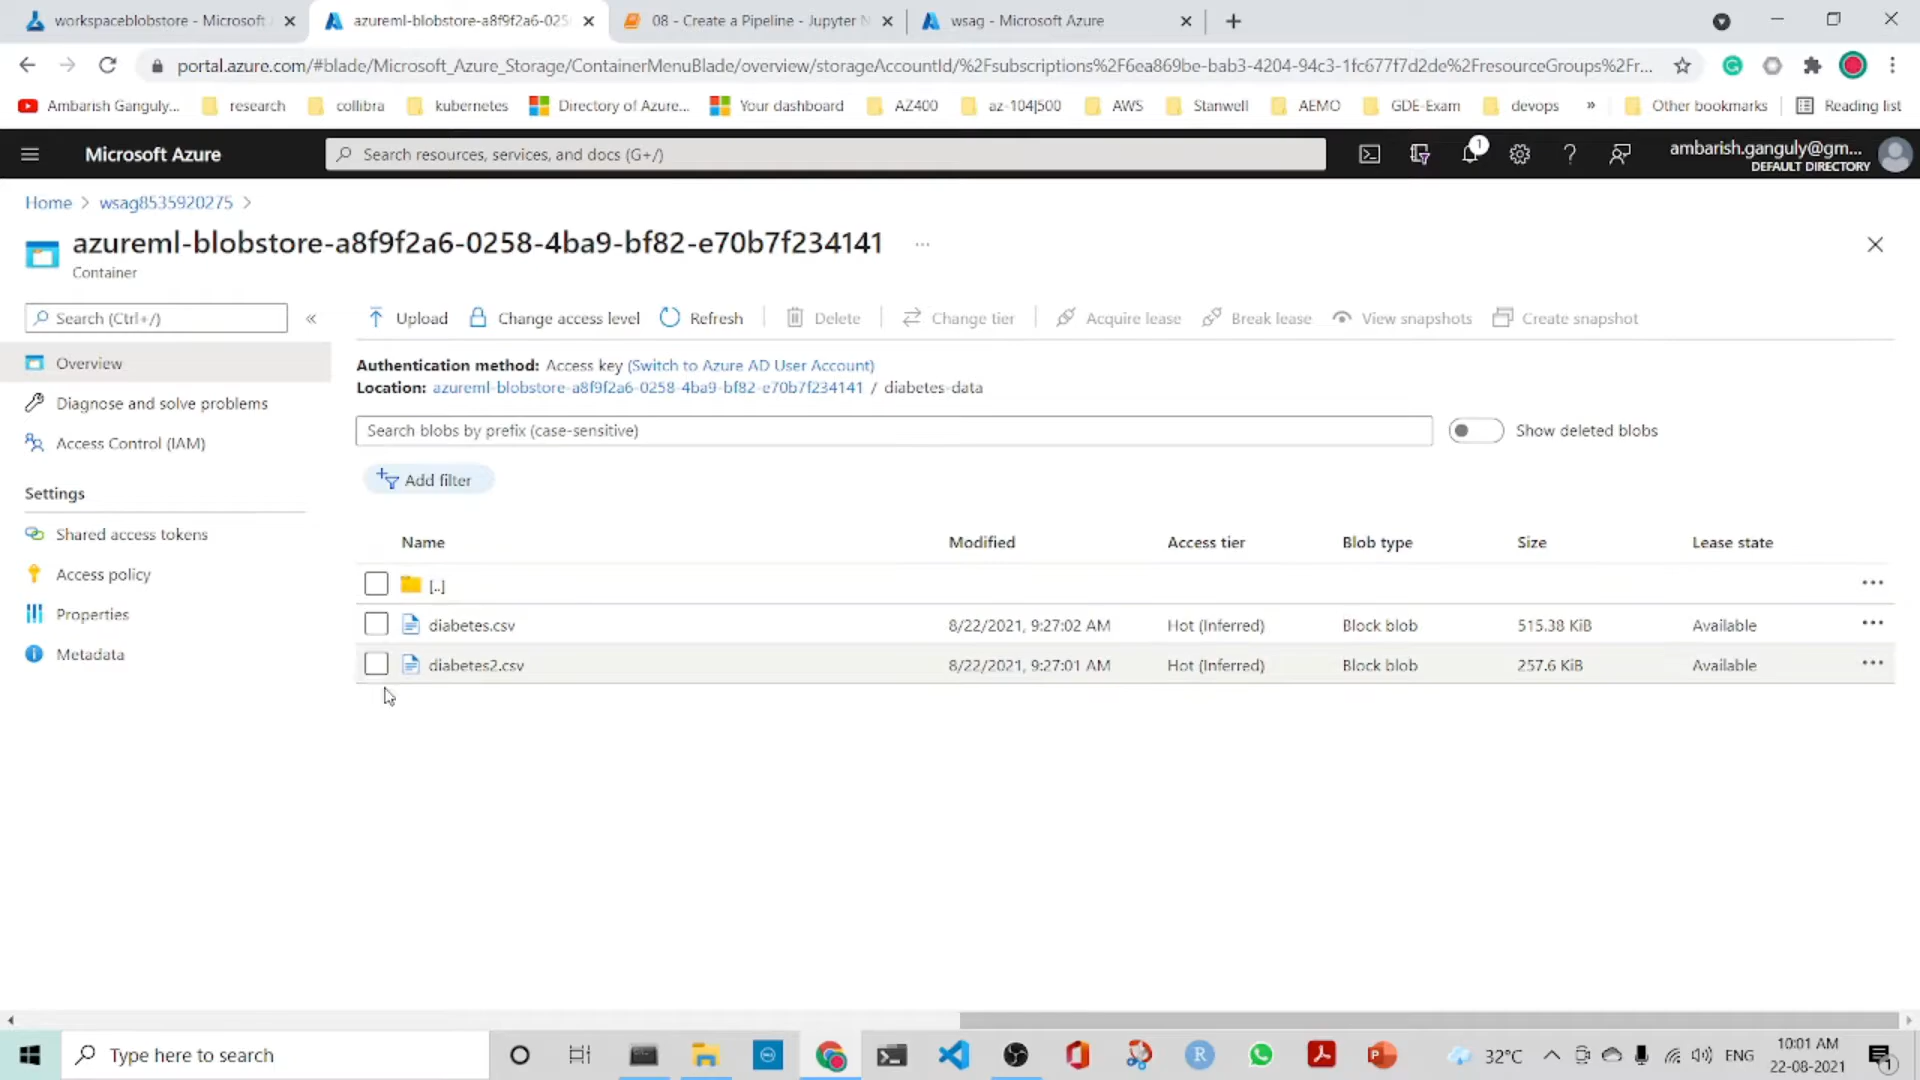 workspaceblobstore - Microsoft A
azureml-blobstore-a8f9f2a6-025
08 - Create a Pipeline - Jupyter N
wsag - Microsoft Azure
portal.azure.com/#blade/Microsoft_Azure_Storage/ContainerMenuBlade/overview/storageAccountId/%2Fsubscriptions%2F6ea869be-bab3-4204-94c3-1fc677f7d2de%2FresourceGroups%2Fr...
Ambarish Ganguly...
research
collibra
kubernetes
Directory of Azure...
Your dashboard
AZ400
az-104|500
AWS
Stanwell
AEMO
GDE-Exam
devops
»
Other bookmarks
Reading list
Microsoft Azure
Search resources, services, and docs (G+/)
1
ambarish.ganguly@gm...
DEFAULT DIRECTORY
Home > wsag8535920275 >
azureml-blobstore-a8f9f2a6-0258-4ba9-bf82-e70b7f234141 ...
Container
Search (Ctrl+/)
«
Upload
Change access level
Refresh
Delete
Change tier
Acquire lease
Break lease
View snapshots
Create snapshot
Overview
Diagnose and solve problems
Access Control (IAM)
Settings
Shared access tokens
Access policy
Properties
Metadata
Authentication method: Access key (Switch to Azure AD User Account)
Location: azureml-blobstore-a8f9f2a6-0258-4ba9-bf82-e70b7f234141 / diabetes-data
Search blobs by prefix (case-sensitive)
Show deleted blobs
Add filter
Name Modified Access tier Blob type Size Lease state
[..]
diabetes.csv 8/22/2021, 9:27:02 AM Hot (Inferred) Block blob 515.38 KiB Available
diabetes2.csv 8/22/2021, 9:27:01 AM Hot (Inferred) Block blob 257.6 KiB Available
Type here to search
32°C
ENG
10:01 AM
22-08-2021
1